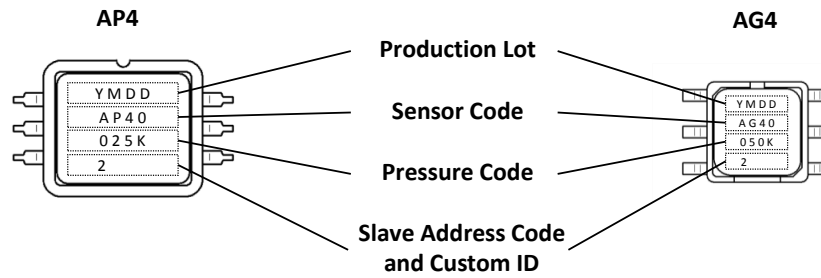 AP4
AG4
Production Lot
Sensor Code
Pressure Code
Slave Address Code
and Custom ID
YMDD
AP40
025K
2
YMDD
AG40
050K
2